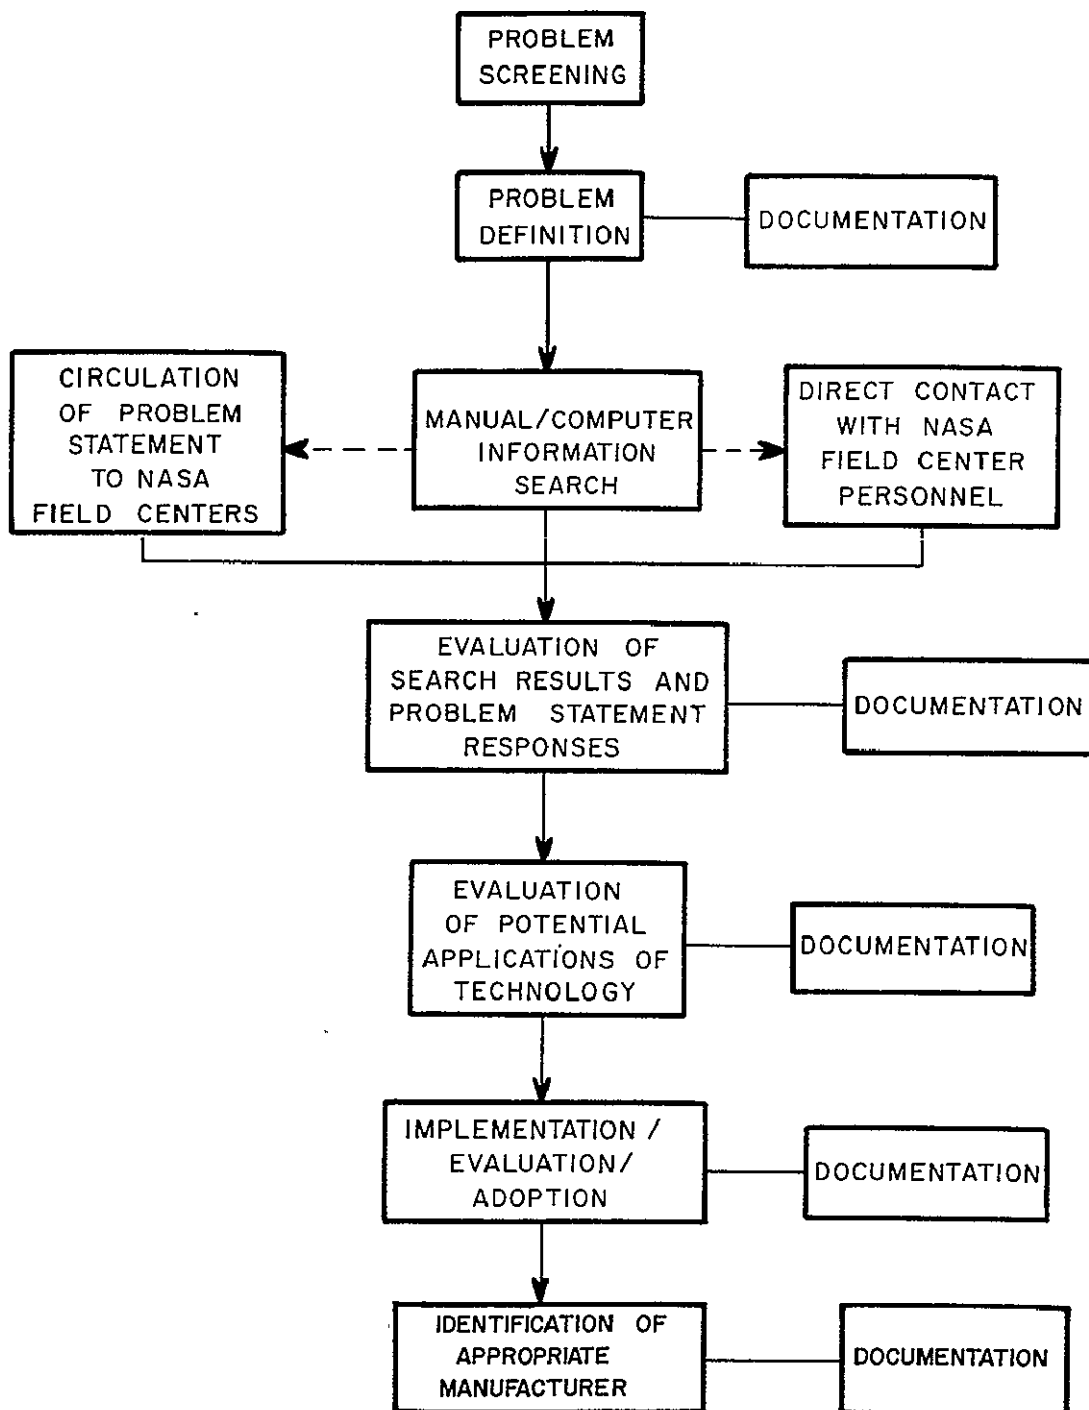 PROBLEM
SCREENING
PROBLEM
DEFINITION
DOCUMENTATION
CIRCULATION
OF PROBLEM
STATEMENT
TO NASA
FIELD CENTERS
MANUAL/COMPUTER
INFORMATION
SEARCH
DIRECT CONTACT
WITH NASA
FIELD CENTER
PERSONNEL
EVALUATION OF
SEARCH RESULTS AND
PROBLEM STATEMENT
RESPONSES
DOCUMENTATION
EVALUATION
OF POTENTIAL
APPLICATIONS OF
TECHNOLOGY
DOCUMENTATION
IMPLEMENTATION /
EVALUATION/
ADOPTION
DOCUMENTATION
IDENTIFICATION OF
APPROPRIATE
MANUFACTURER
DOCUMENTATION